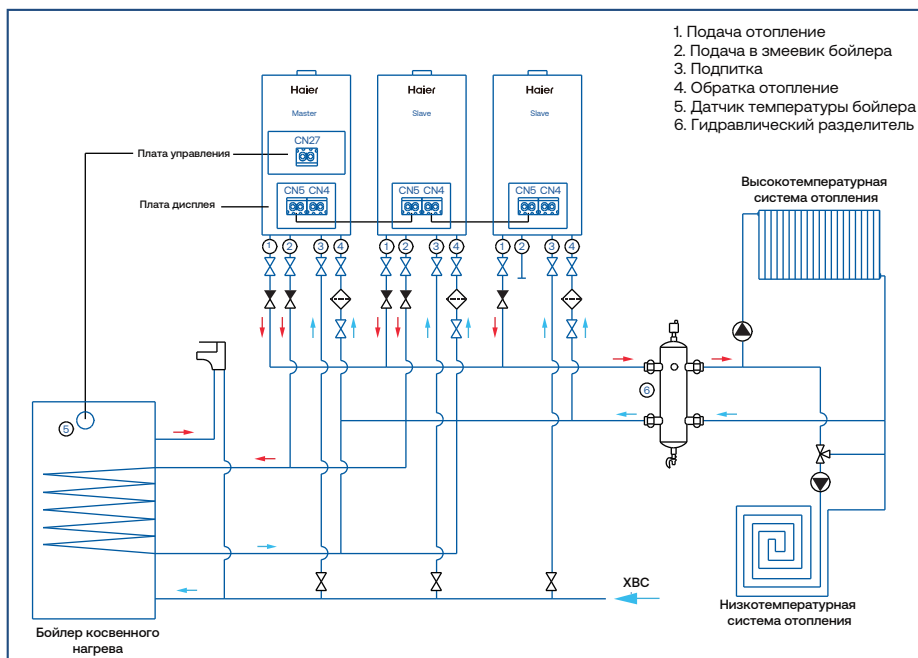 1. Подача отопление
2. Подача в змеевик бойлера
3. Подпитка
4. Обратка отопление
5. Датчик температуры бойлера
6. Гидравлический разделитель
Haier
Haier
Haier
Master
Slave
Slave
CN27
Плата управления
Плата дисплея
CN5 CN4
CN5 CN4
CN5 CN4
1
2
3
4
1
2
3
4
1
2
3
4
Высокотемпературная
система отопления
6
5
ХВС
Низкотемпературная
система отопления
Бойлер косвенного
нагрева